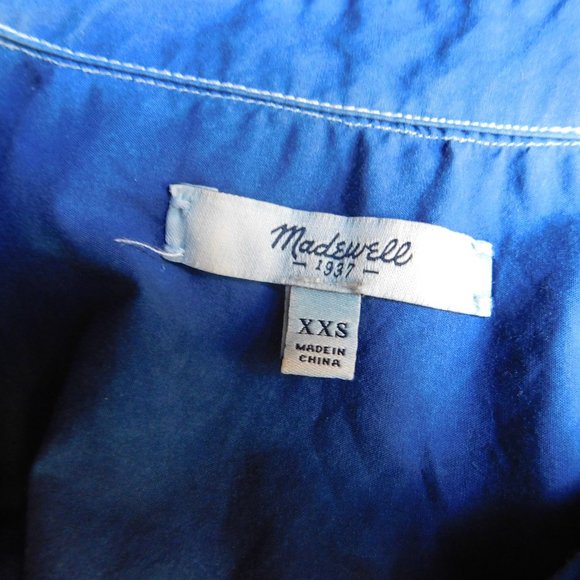 Madewell
- 1937 -
XXS
MADE IN
CHINA